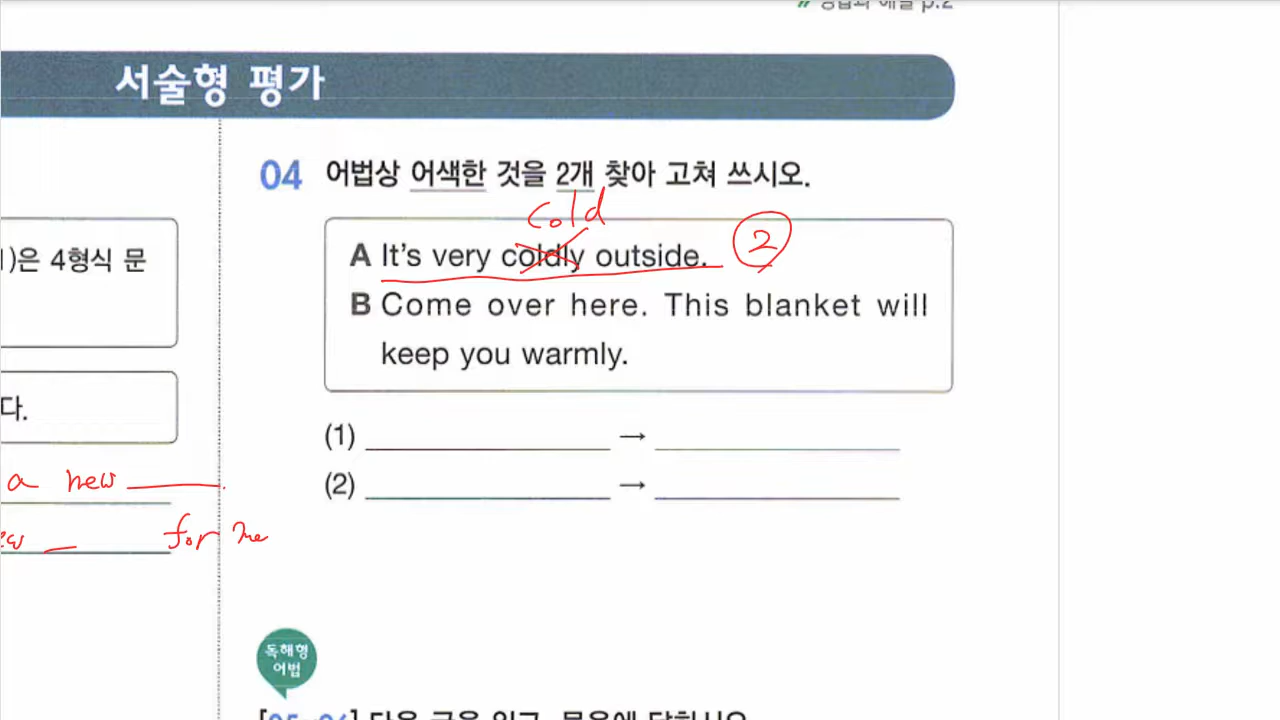 p.2
서술형 평가
04 어법상 어색한 것을 2개 찾아 고쳐 쓰시오.
cold
A It's very coldly outside. ②
B Come over here. This blanket will
keep you warmly.
)은 4형식 문
다.
a new
for me
(1) →
(2) →
독해형
어법